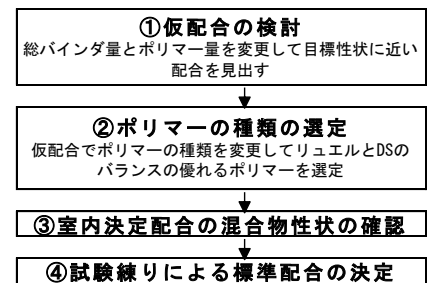 ①仮配合の検討
総バインダ量とポリマー量を変更して目標性状に近い
配合を見出す
②ポリマーの種類の選定
仮配合でポリマーの種類を変更してリュエルとDSの
バランスの優れるポリマーを選定
③室内決定配合の混合物性状の確認
④試験練りによる標準配合の決定